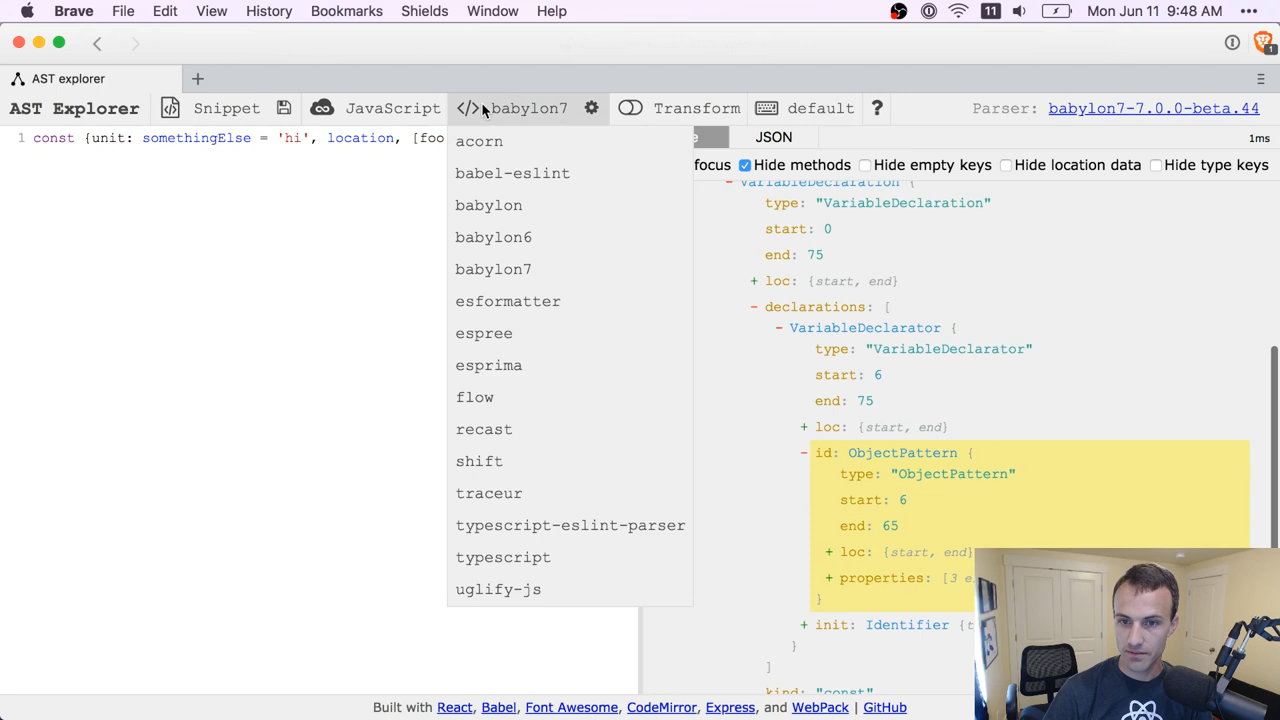 Brave File Edit View History Bookmarks Shields Window Help 11 Mon Jun 11 9:48 AM
1
AST explorer
AST Explorer Snippet JavaScript </> babylon7 Transform default ? Parser: babylon7-7.0.0-beta.44
1 const {unit: somethingElse = 'hi', location, [foo
acorn
babel-eslint
babylon
babylon6
babylon7
esformatter
espree
esprima
flow
recast
shift
traceur
typescript-eslint-parser
typescript
uglify-js
e JSON 1ms
focus Hide methods Hide empty keys Hide location data Hide type keys
- VariableDeclaration {
type: "VariableDeclaration"
start: 0
end: 75
+ loc: {start, end}
- declarations: [
- VariableDeclarator {
type: "VariableDeclarator"
start: 6
end: 75
+ loc: {start, end}
- id: ObjectPattern {
type: "ObjectPattern"
start: 6
end: 65
+ loc: {start, end}
+ properties: [3 e
}
+ init: Identifier {t
}
]
kind: "const"
Built with React, Babel, Font Awesome, CodeMirror, Express, and WebPack | GitHub